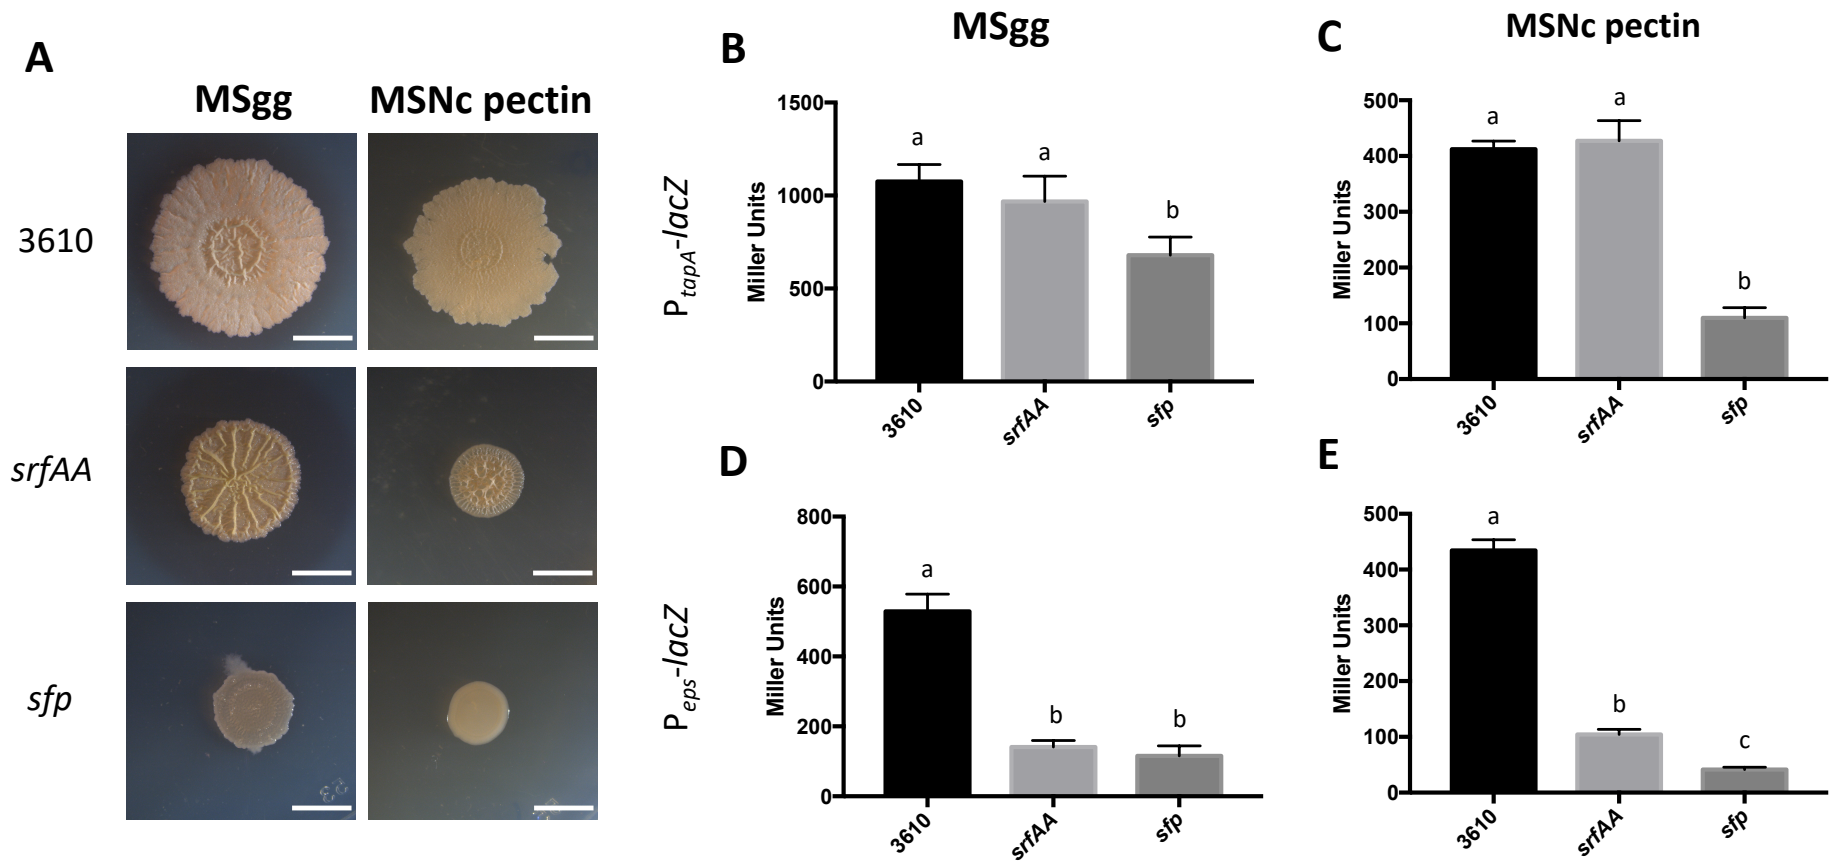 A
MSgg
MSNc pectin
3610
srfAA
sfp
B
MSgg
P tapA-lacZ
Miller Units
1500
1000
500
0
a
a
b
3610
srfAA
sfp
C
MSNc pectin
Miller Units
500
400
300
200
100
0
a
a
b
3610
srfAA
sfp
D
P eps-lacZ
Miller Units
800
600
400
200
0
a
b
b
3610
srfAA
sfp
E
Miller Units
500
400
300
200
100
0
a
b
c
3610
srfAA
sfp